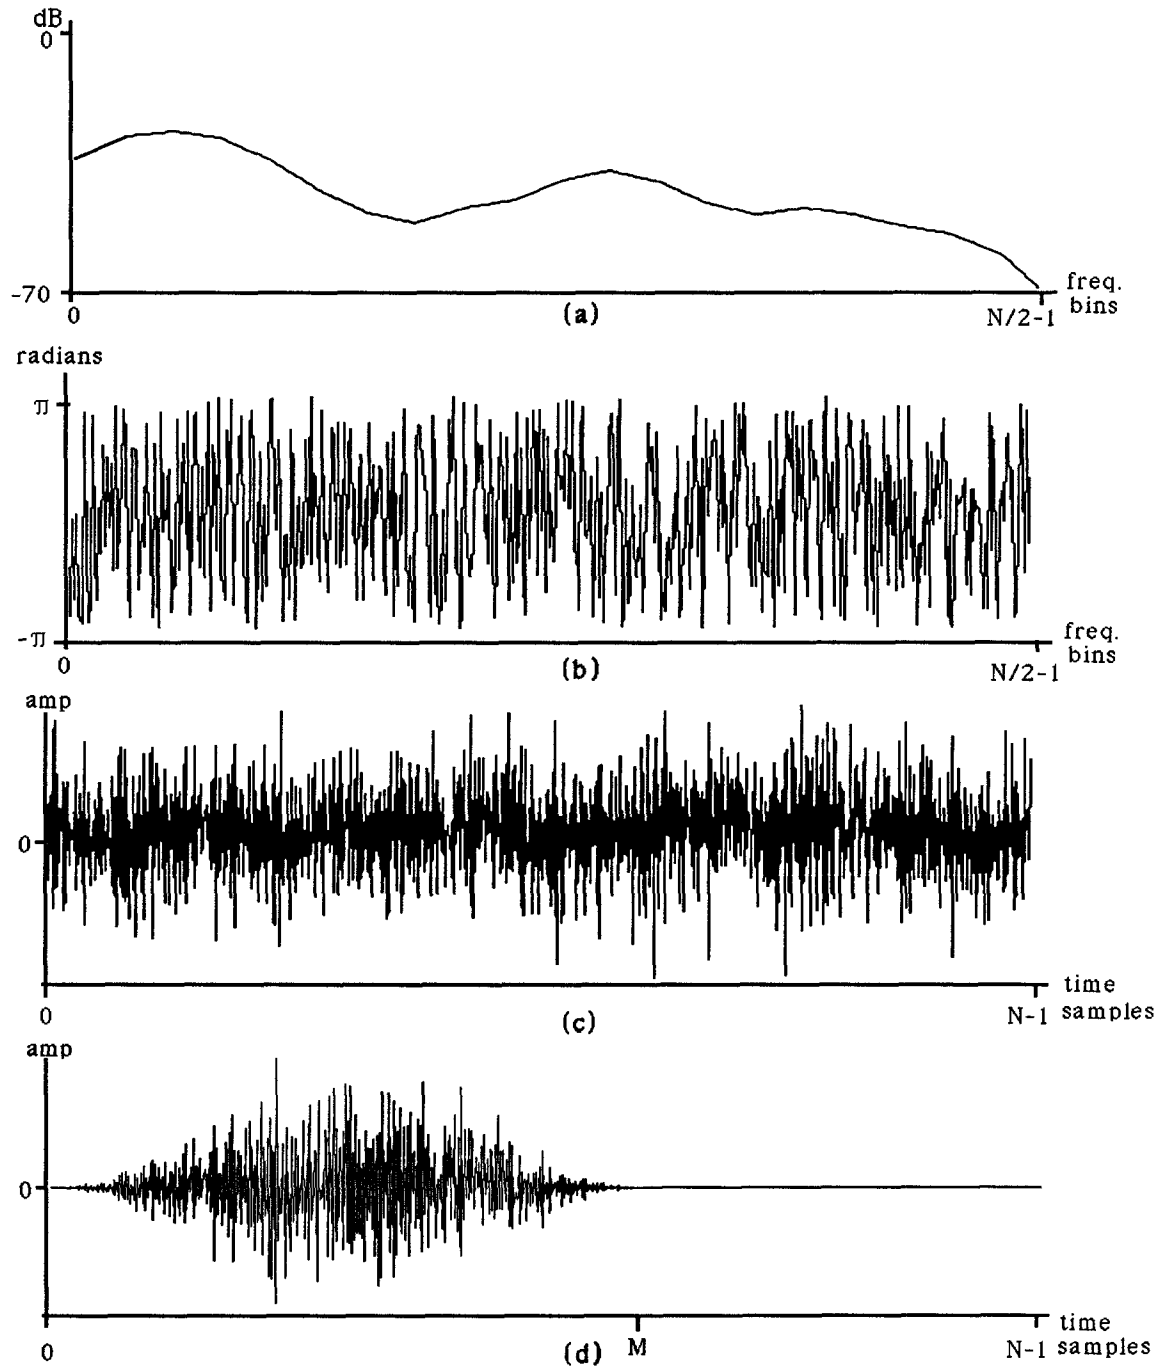 dB
0
-70
0
(a)
N/2-1
freq.
bins
radians
π
-π
0
(b)
N/2-1
freq.
bins
amp
0
0
(c)
N-1
time
samples
amp
0
0
(d)
M
N-1
time
samples